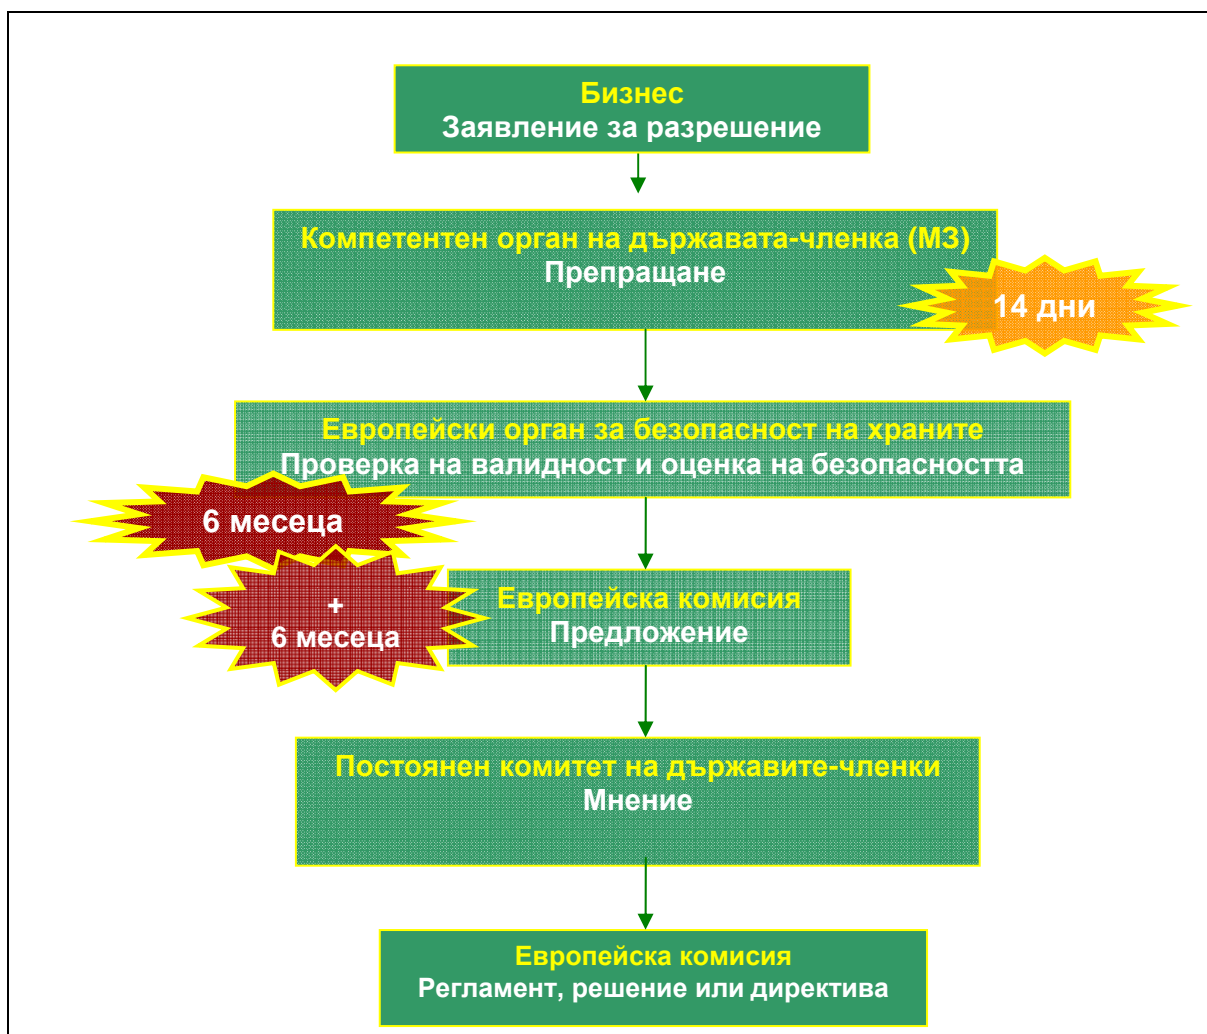 Бизнес
Заявление за разрешение
Компетентен орган на държавата-членка (МЗ)
Препращане
14 дни
Европейски орган за безопасност на храните
Проверка на валидност и оценка на безопасността
6 месеца
+
6 месеца
Европейска комисия
Предложение
Постоянен комитет на държавите-членки
Мнение
Европейска комисия
Регламент, решение или директива